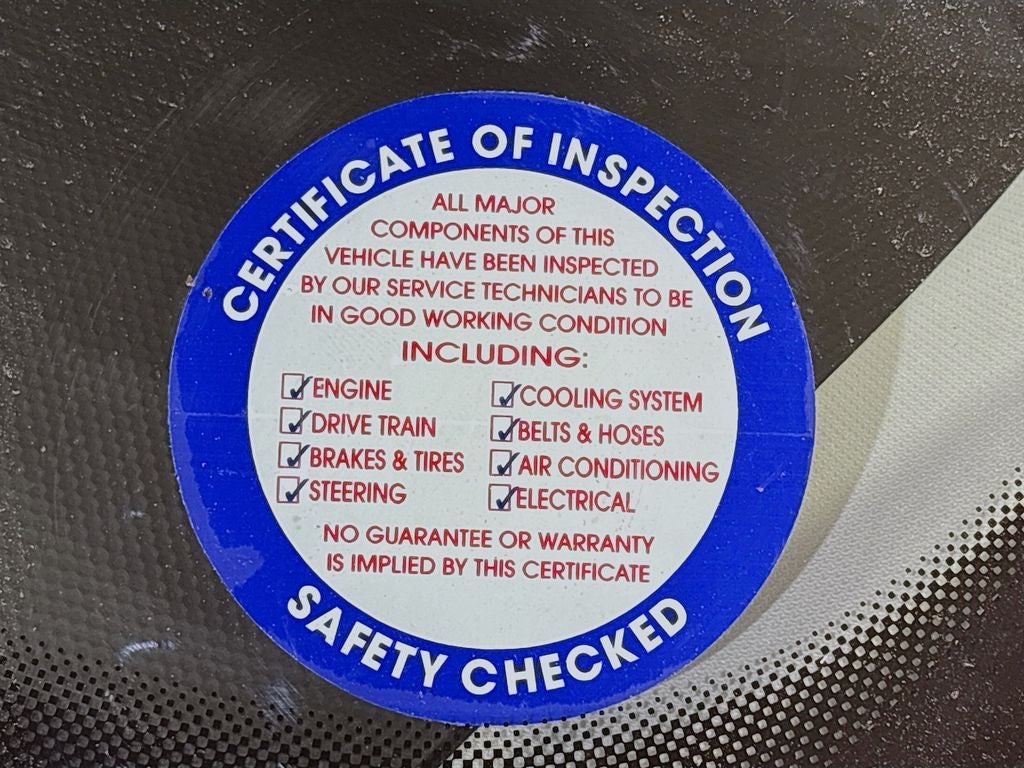 CERTIFICATE OF INSPECTION
ALL MAJOR
COMPONENTS OF THIS
VEHICLE HAVE BEEN INSPECTED
BY OUR SERVICE TECHNICIANS TO BE
IN GOOD WORKING CONDITION
INCLUDING:
ENGINE
DRIVE TRAIN
BRAKES & TIRES
STEERING
COOLING SYSTEM
BELTS & HOSES
AIR CONDITIONING
ELECTRICAL
NO GUARANTEE OR WARRANTY
IS IMPLIED BY THIS CERTIFICATE
SAFETY CHECKED